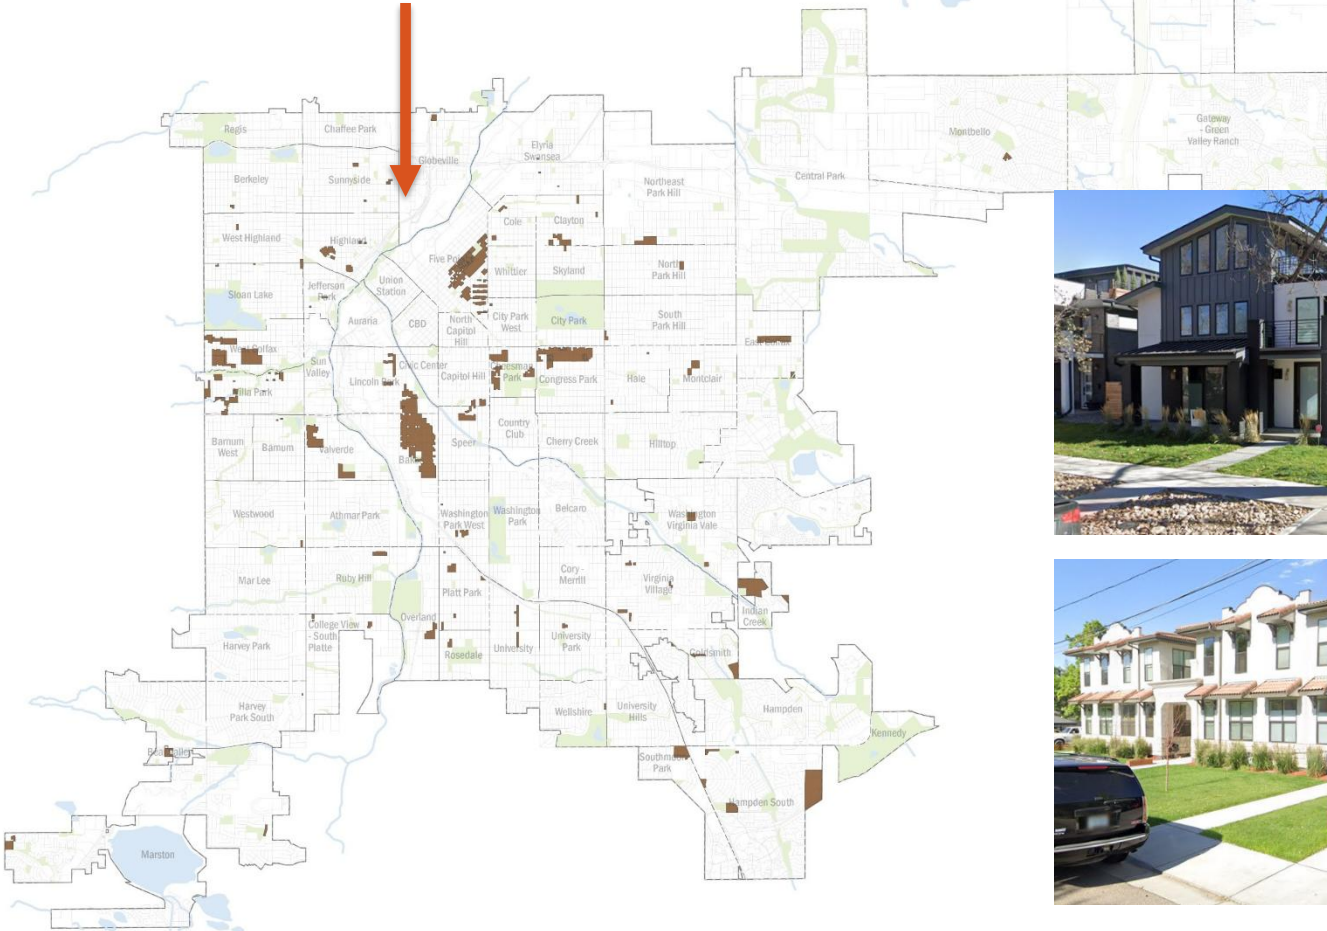 Regis
Chaffee Park
Globeville
Elyria
Swansea
Montbello
Gateway
- Green
Valley Ranch
Berkeley
Sunnyside
Northeast
Park Hill
Central Park
West Highland
Highland
Cole
Clayton
Five Points
Whittier
Skyland
North
Park Hill
Sloan Lake
Jefferson
Park
Union
Station
Auraria
CBD
North
Capitol
Hill
City Park
West
City Park
South
Park Hill
East Colfax
West Colfax
Sun
Valley
Civic Center
Lincoln Park
Capitol Hill
Cheesman
Park
Congress Park
Hale
Montclair
Villa Park
Barnum
West
Barnum
Valverde
Baker
Speer
Country
Club
Cherry Creek
Hilltop
Westwood
Athmar Park
Washington
Park West
Washington
Park
Belcaro
Washington
Virginia Vale
Mar Lee
Ruby Hill
Platt Park
Cory -
Merrill
Virginia
Village
Indian
Creek
Overland
College View
- South
Platte
Harvey Park
Rosedale
University
University
Park
Goldsmith
Harvey
Park South
Wellshire
University
Hills
Hampden
Kennedy
Bear Valley
Southmoor
Park
Hampden South
Marston